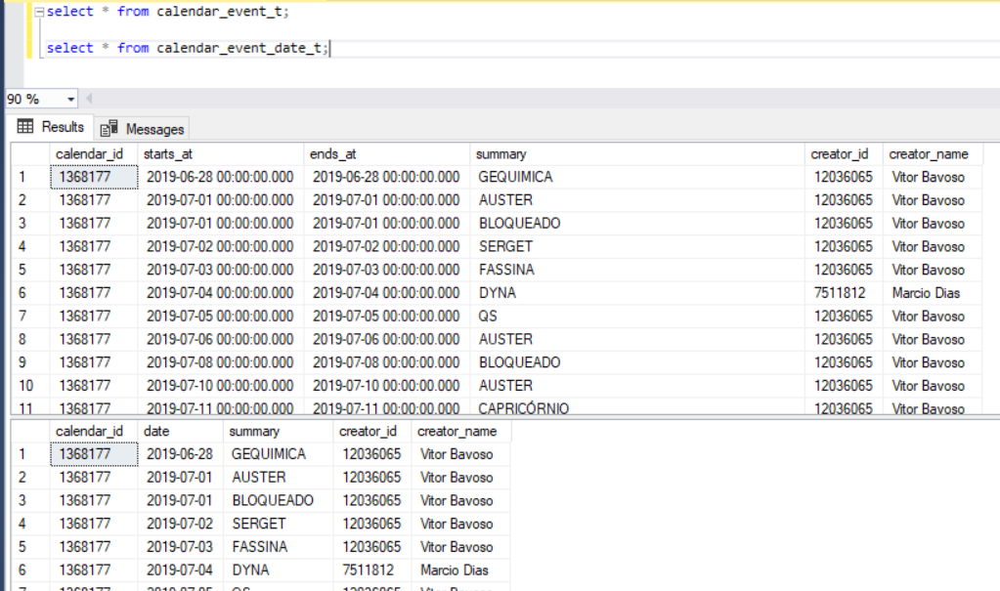 select * from calendar_event_t;
select * from calendar_event_date_t;
90 %
Results Messages
calendar_id starts_at ends_at summary creator_id creator_name
1 1368177 2019-06-28 00:00:00.000 2019-06-28 00:00:00.000 GEQUIMICA 12036065 Vitor Bavoso
2 1368177 2019-07-01 00:00:00.000 2019-07-01 00:00:00.000 AUSTER 12036065 Vitor Bavoso
3 1368177 2019-07-01 00:00:00.000 2019-07-01 00:00:00.000 BLOQUEADO 12036065 Vitor Bavoso
4 1368177 2019-07-02 00:00:00.000 2019-07-02 00:00:00.000 SERGET 12036065 Vitor Bavoso
5 1368177 2019-07-03 00:00:00.000 2019-07-03 00:00:00.000 FASSINA 12036065 Vitor Bavoso
6 1368177 2019-07-04 00:00:00.000 2019-07-04 00:00:00.000 DYNA 7511812 Marcio Dias
7 1368177 2019-07-05 00:00:00.000 2019-07-05 00:00:00.000 QS 12036065 Vitor Bavoso
8 1368177 2019-07-06 00:00:00.000 2019-07-06 00:00:00.000 AUSTER 12036065 Vitor Bavoso
9 1368177 2019-07-08 00:00:00.000 2019-07-08 00:00:00.000 BLOQUEADO 12036065 Vitor Bavoso
10 1368177 2019-07-10 00:00:00.000 2019-07-10 00:00:00.000 AUSTER 12036065 Vitor Bavoso
11 1368177 2019-07-11 00:00:00.000 2019-07-11 00:00:00.000 CAPRICÓRNIO 12036065 Vitor Bavoso
calendar_id date summary creator_id creator_name
1 1368177 2019-06-28 GEQUIMICA 12036065 Vitor Bavoso
2 1368177 2019-07-01 AUSTER 12036065 Vitor Bavoso
3 1368177 2019-07-01 BLOQUEADO 12036065 Vitor Bavoso
4 1368177 2019-07-02 SERGET 12036065 Vitor Bavoso
5 1368177 2019-07-03 FASSINA 12036065 Vitor Bavoso
6 1368177 2019-07-04 DYNA 7511812 Marcio Dias